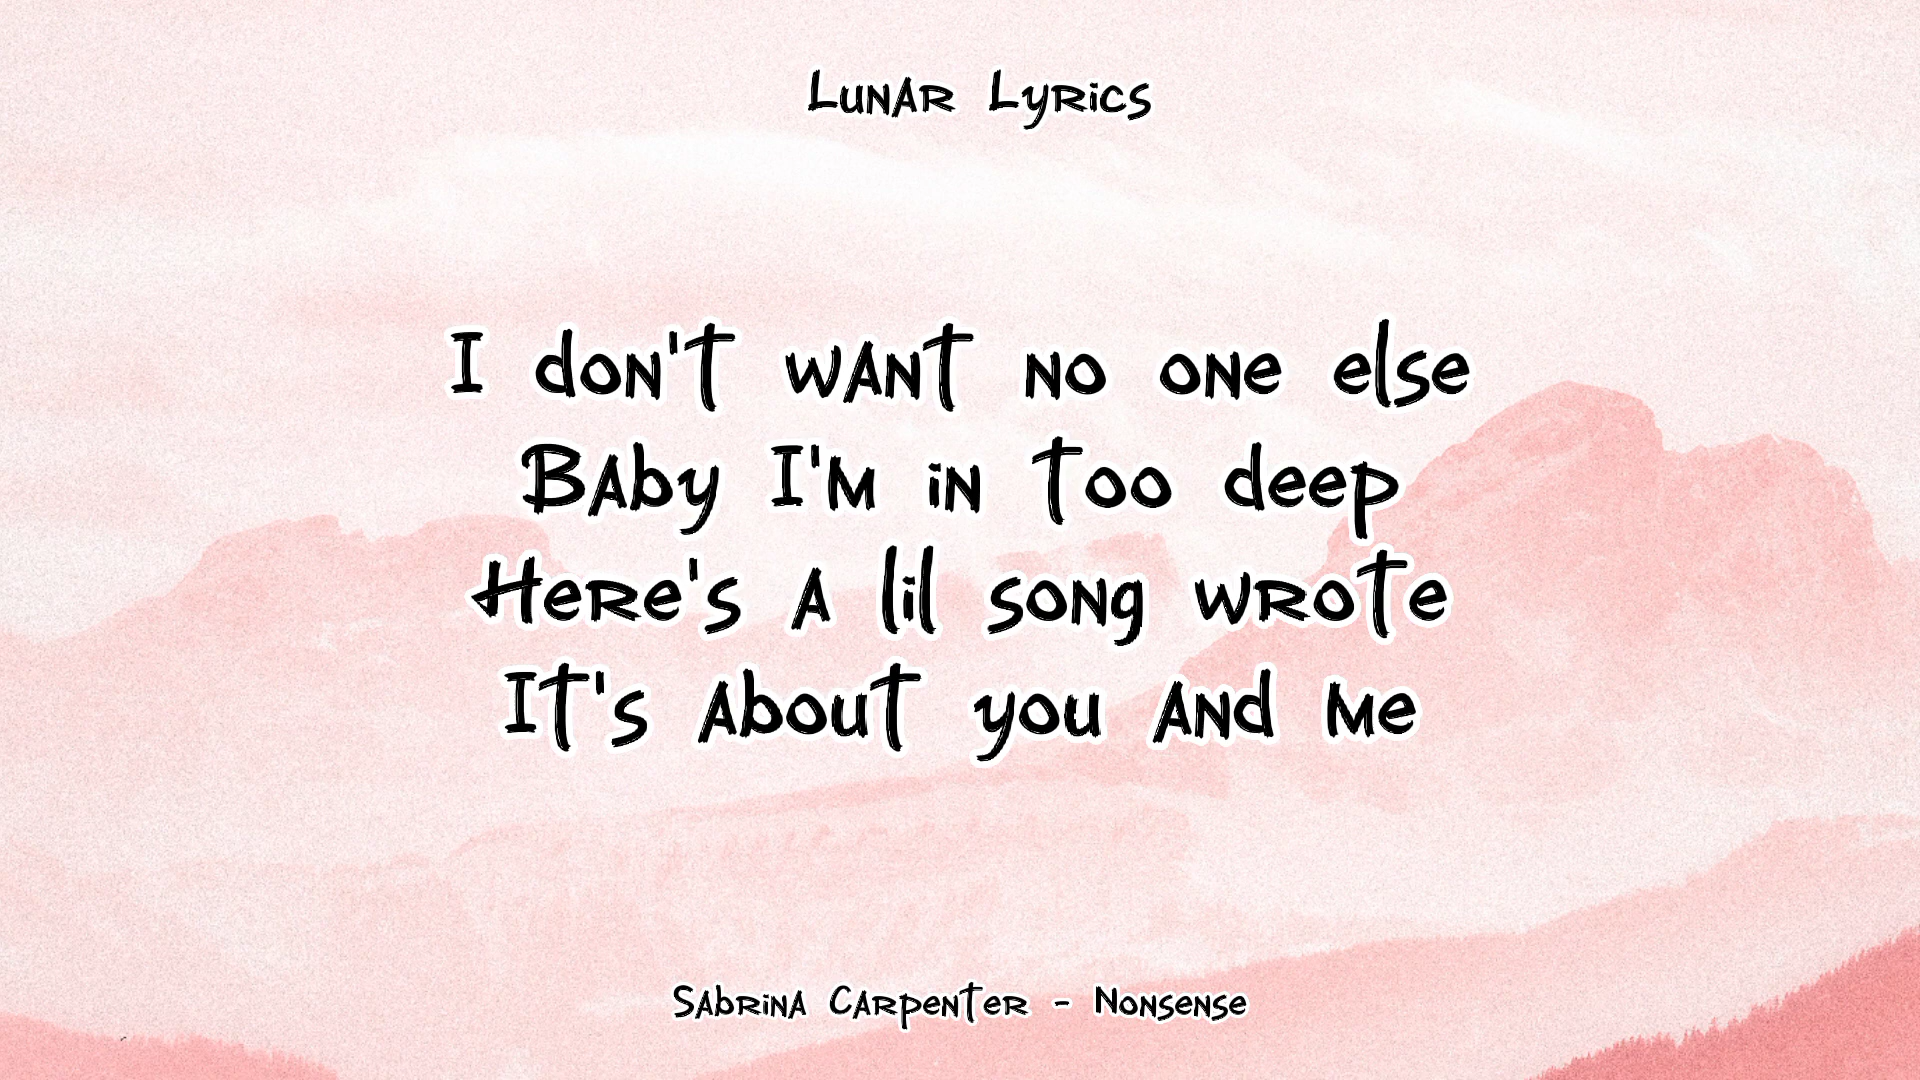 Lunar Lyrics
I don't want no one else
Baby I'm in too deep
Here's a lil song wrote
It's about you and me
Sabrina Carpenter - Nonsense